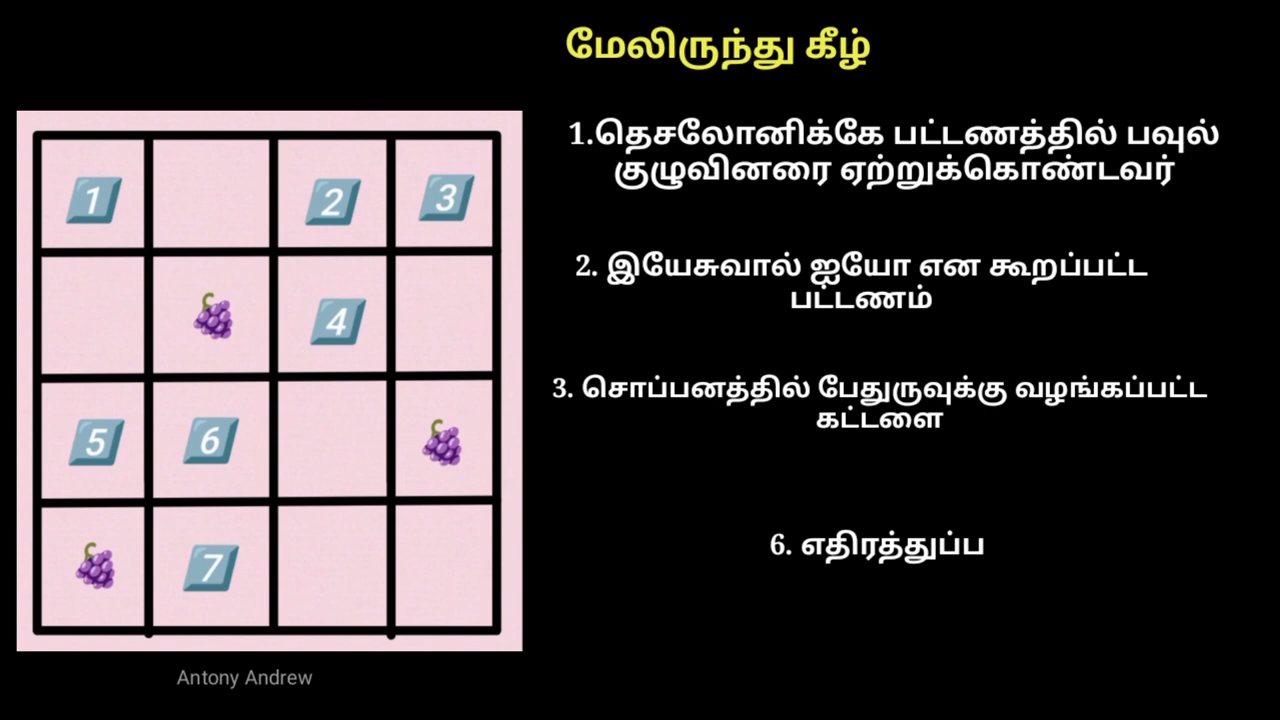 மேலிருந்து கீழ்
1.தெசலோனிக்கே பட்டணத்தில் பவுல்
குழுவினரை ஏற்றுக்கொண்டவர்
2. இயேசுவால் ஐயோ என கூறப்பட்ட
பட்டணம்
3. சொப்பனத்தில் பேதுருவுக்கு வழங்கப்பட்ட
கட்டளை
6. எதிரத்துப்ப
1 2 3
4
5 6
7
Antony Andrew